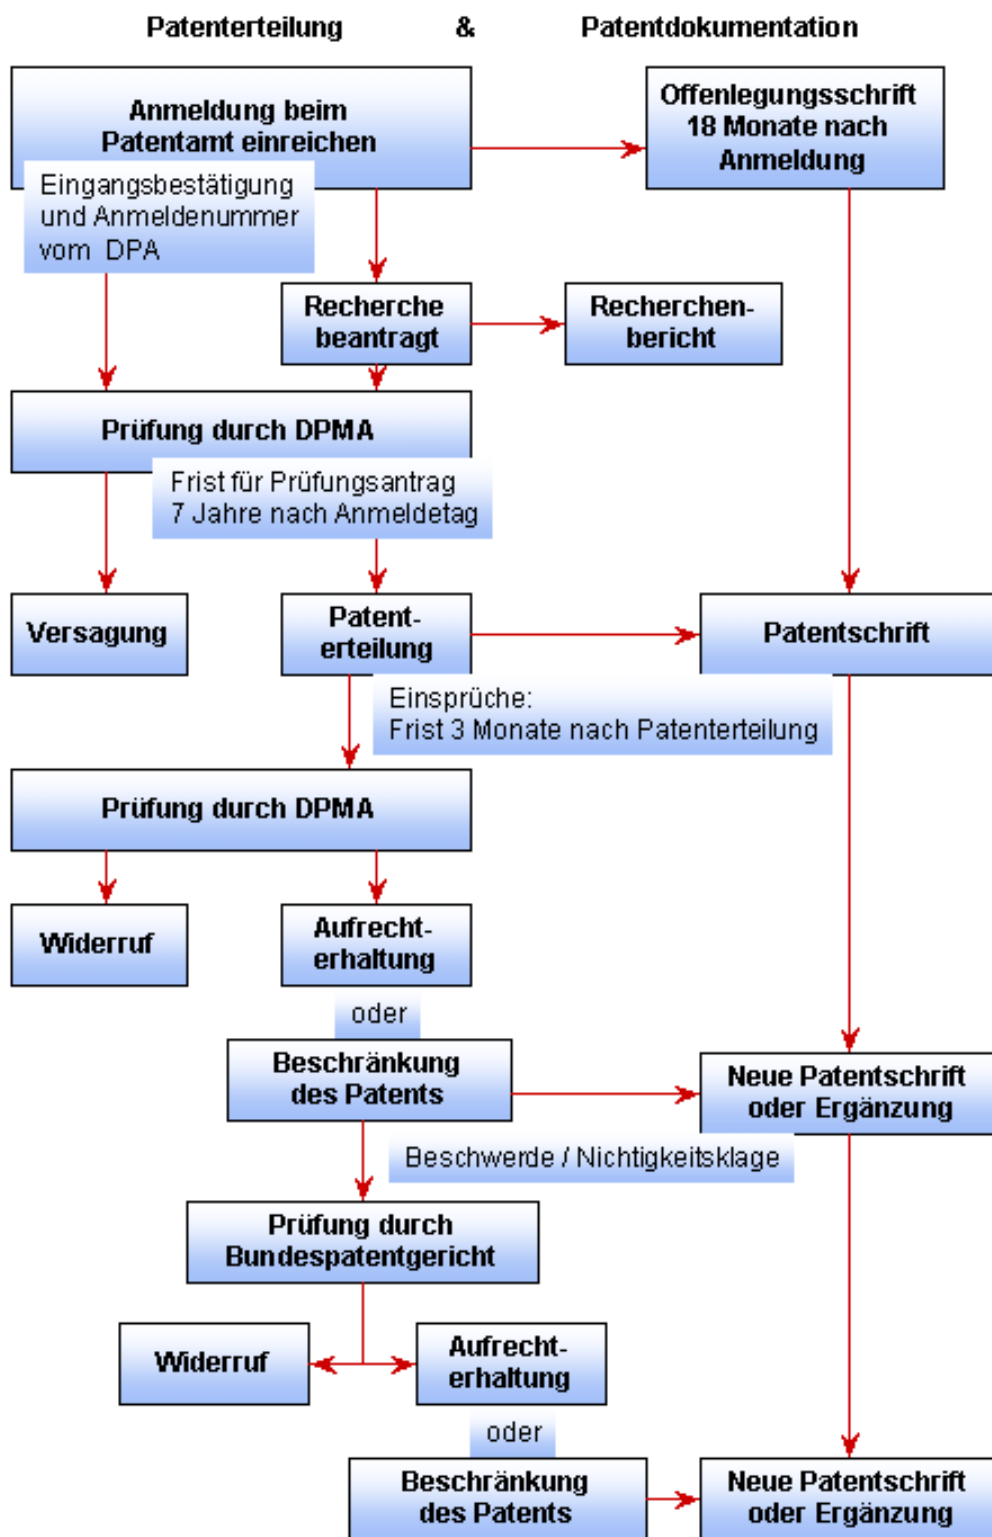 Patenterteilung & Patentdokumentation
Anmeldung beim
Patentamt einreichen
Offenlegungsschrift
18 Monate nach
Anmeldung
Eingangsbestätigung
und Anmeldenummer
vom DPA
Recherche
beantragt
Recherchen-
bericht
Prüfung durch DPMA
Frist für Prüfungsantrag
7 Jahre nach Anmeldetag
Versagung
Patent-
erteilung
Patentschrift
Einsprüche:
Frist 3 Monate nach Patenterteilung
Prüfung durch DPMA
Widerruf
Aufrecht-
erhaltung
oder
Beschränkung
des Patents
Neue Patentschrift
oder Ergänzung
Beschwerde / Nichtigkeitsklage
Prüfung durch
Bundespatentgericht
Widerruf
Aufrecht-
erhaltung
oder
Beschränkung
des Patents
Neue Patentschrift
oder Ergänzung